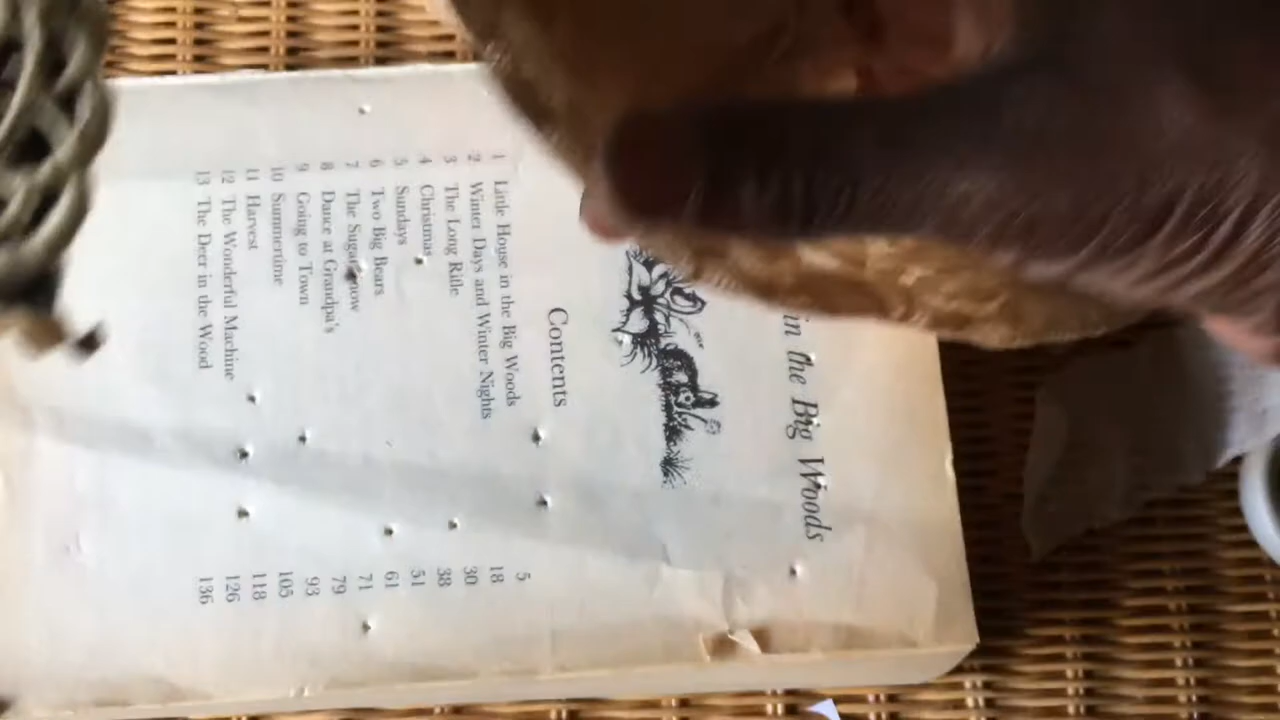 in the Big Woods
Contents
1 Little House in the Big Woods 5
2 Winter Days and Winter Nights 18
3 The Long Rifle 30
4 Christmas 38
5 Sundays 51
6 Two Big Bears 61
7 The Sugar Snow 71
8 Dance at Grandpa's 79
9 Going to Town 93
10 Summertime 105
11 Harvest 118
12 The Wonderful Machine 126
13 The Deer in the Wood 136